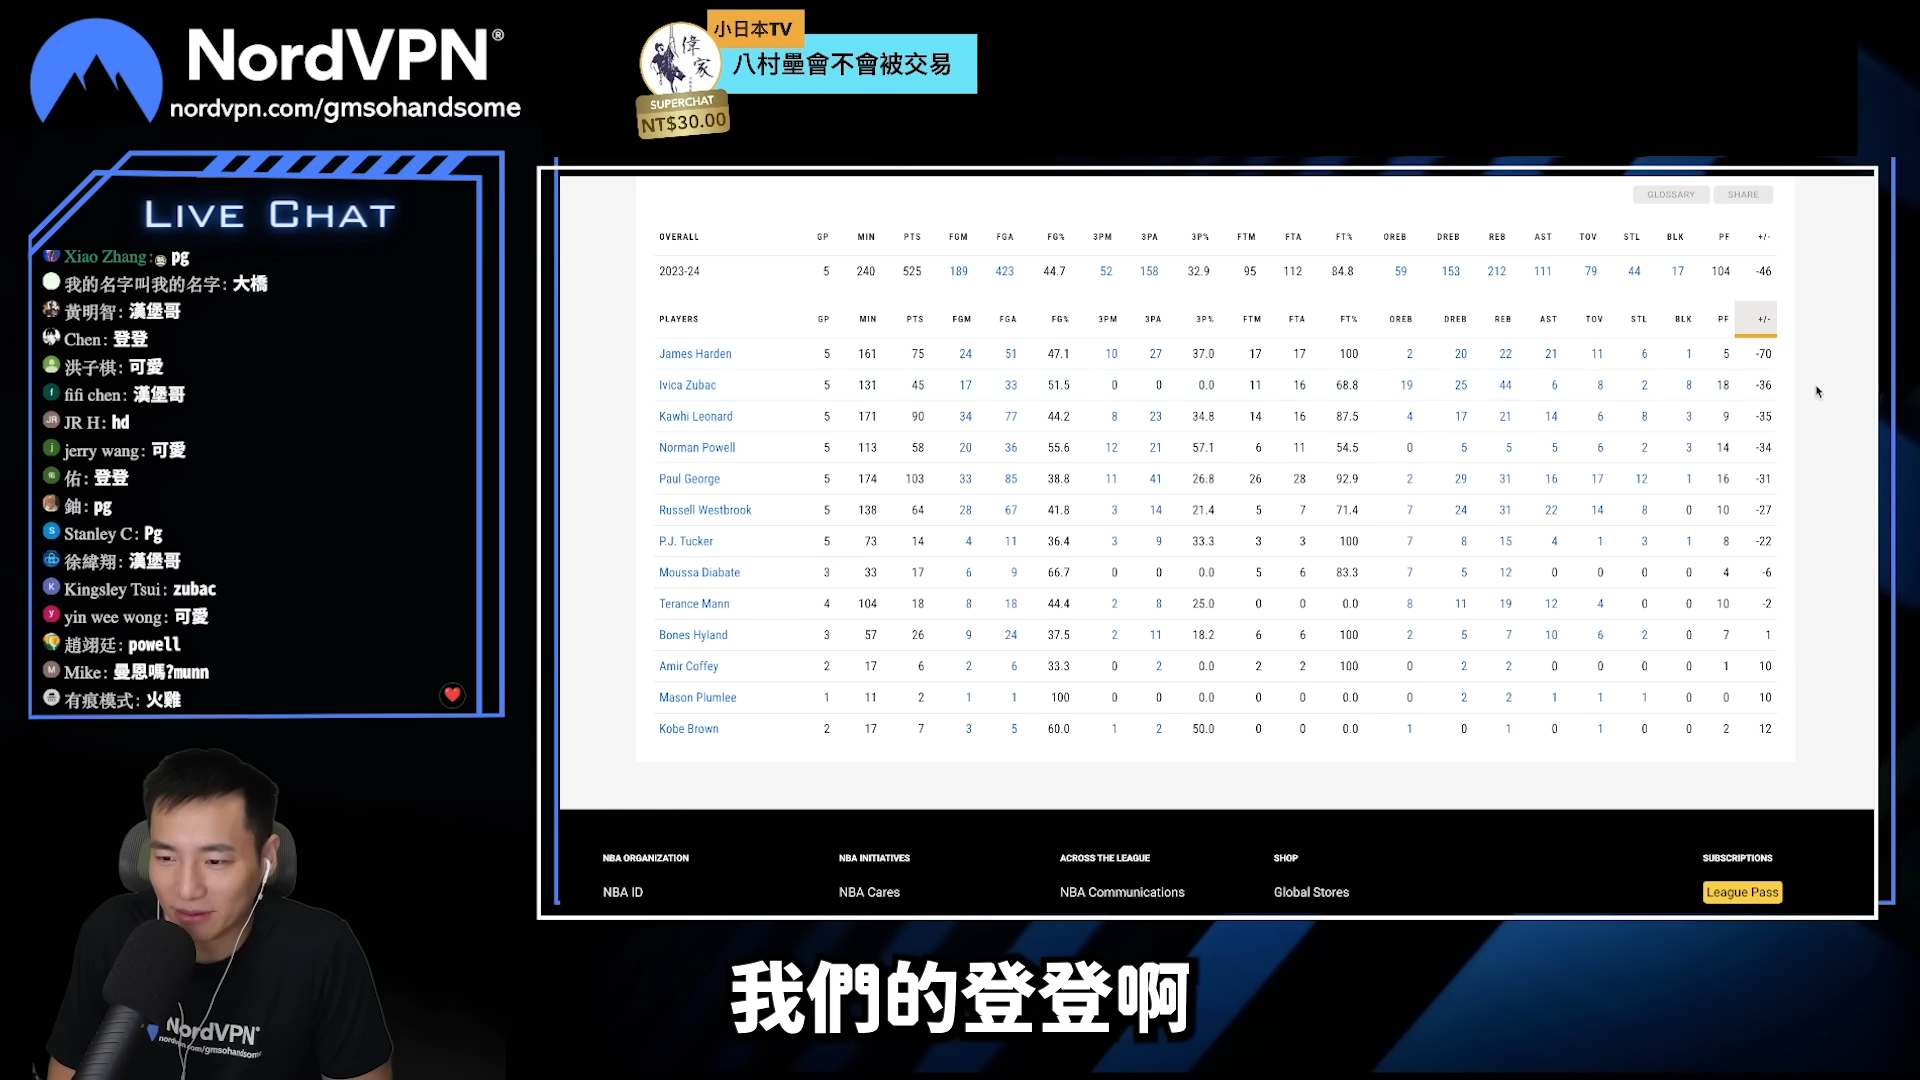 NordVPN®
nordvpn.com/gmsohandsome
小日本TV
八村壘會不會被交易
偉家
SUPERCHAT
NT$30.00
LIVE CHAT
Xiao Zhang: pg
我的名字叫我的名字: 大橋
黃明智: 漢堡哥
Chen: 登登
洪子棋: 可愛
fifi chen: 漢堡哥
JR H: hd
jerry wang: 可愛
佑: 登登
鈾: pg
Stanley C: Pg
徐緯翔: 漢堡哥
Kingsley Tsui: zubac
yin wee wong: 可愛
趙翊廷: powell
Mike: 曼恩嗎?munn
有痕模式: 火雞
GLOSSARY SHARE
OVERALL GP MIN PTS FGM FGA FG% 3PM 3PA 3P% FTM FTA FT% OREB DREB REB AST TOV STL BLK PF +/-
2023-24 5 240 525 189 423 44.7 52 158 32.9 95 112 84.8 59 153 212 111 79 44 17 104 -46
PLAYERS GP MIN PTS FGM FGA FG% 3PM 3PA 3P% FTM FTA FT% OREB DREB REB AST TOV STL BLK PF +/-
James Harden 5 161 75 24 51 47.1 10 27 37.0 17 17 100 2 20 22 21 11 6 1 5 -70
Ivica Zubac 5 131 45 17 33 51.5 0 0 0.0 11 16 68.8 19 25 44 6 8 2 8 18 -36
Kawhi Leonard 5 171 90 34 77 44.2 8 23 34.8 14 16 87.5 4 17 21 14 6 8 3 9 -35
Norman Powell 5 113 58 20 36 55.6 12 21 57.1 6 11 54.5 0 5 5 5 6 2 3 14 -34
Paul George 5 174 103 33 85 38.8 11 41 26.8 26 28 92.9 2 29 31 16 17 12 1 16 -31
Russell Westbrook 5 138 64 28 67 41.8 3 14 21.4 5 7 71.4 7 24 31 22 14 8 0 10 -27
P.J. Tucker 5 73 14 4 11 36.4 3 9 33.3 3 3 100 7 8 15 4 1 3 1 8 -22
Moussa Diabate 3 33 17 6 9 66.7 0 0 0.0 5 6 83.3 7 5 12 0 0 0 0 4 -6
Terance Mann 4 104 18 8 18 44.4 2 8 25.0 0 0 0.0 8 11 19 12 4 0 0 10 -2
Bones Hyland 3 57 26 9 24 37.5 2 11 18.2 6 6 100 2 5 7 10 6 2 0 7 1
Amir Coffey 2 17 6 2 6 33.3 0 2 0.0 2 2 100 0 2 2 0 0 0 0 1 10
Mason Plumlee 1 11 2 1 1 100 0 0 0.0 0 0 0.0 0 2 2 1 1 1 0 0 10
Kobe Brown 2 17 7 3 5 60.0 1 2 50.0 0 0 0.0 1 0 1 0 1 0 0 2 12
NBA ORGANIZATION NBA INITIATIVES ACROSS THE LEAGUE SHOP SUBSCRIPTIONS
NBA ID NBA Cares NBA Communications Global Stores League Pass
NordVPN®
nordvpn.com/gmsohandsome
我們的登登啊